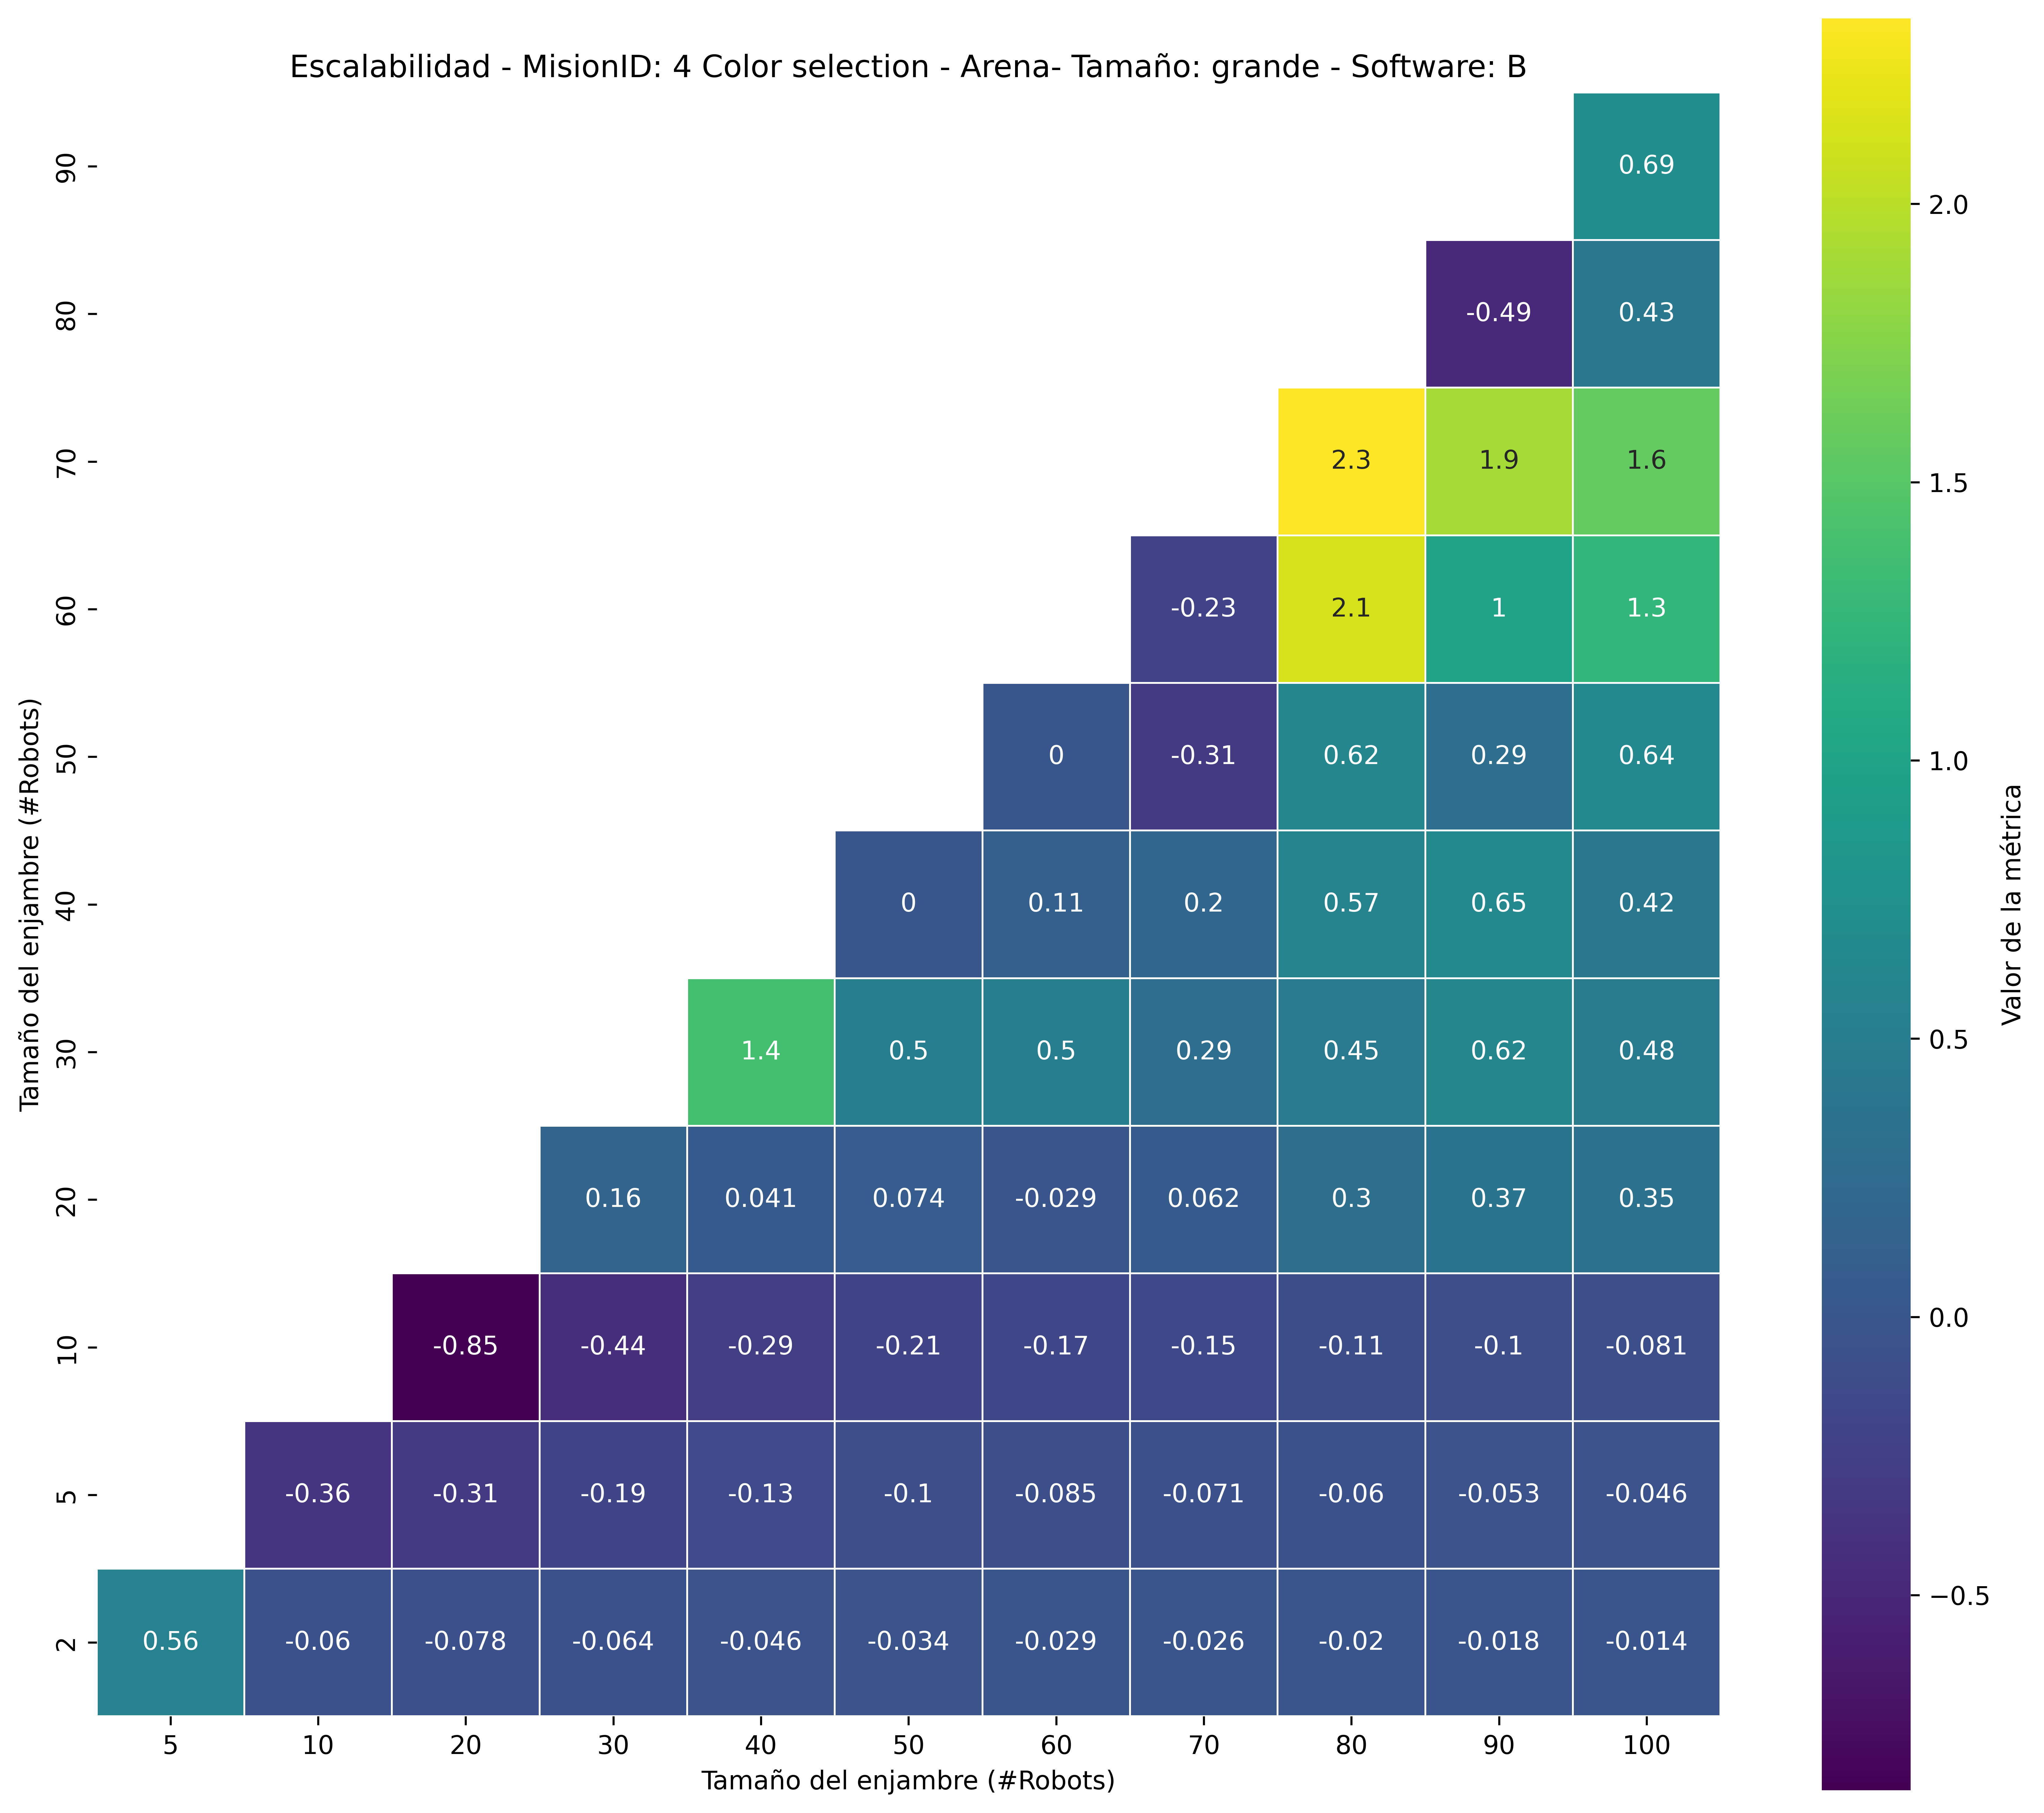 Escalabilidad - MisionID: 4 Color selection - Arena- Tamaño: grande - Software: B
Tamaño del enjambre (#Robots)
90 0.69
80 -0.49 0.43
70 2.3 1.9 1.6
60 -0.23 2.1 1 1.3
50 0 -0.31 0.62 0.29 0.64
40 0 0.11 0.2 0.57 0.65 0.42
30 1.4 0.5 0.5 0.29 0.45 0.62 0.48
20 0.16 0.041 0.074 -0.029 0.062 0.3 0.37 0.35
10 -0.85 -0.44 -0.29 -0.21 -0.17 -0.15 -0.11 -0.1 -0.081
5 -0.36 -0.31 -0.19 -0.13 -0.1 -0.085 -0.071 -0.06 -0.053 -0.046
2 0.56 -0.06 -0.078 -0.064 -0.046 -0.034 -0.029 -0.026 -0.02 -0.018 -0.014
5 10 20 30 40 50 60 70 80 90 100
Tamaño del enjambre (#Robots)
2.0
1.5
1.0
0.5
0.0
−0.5
Valor de la métrica